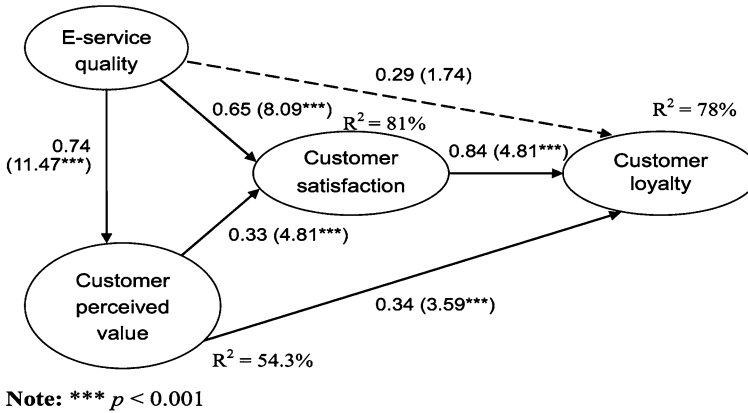 E-service
quality
0.29 (1.74)
0.65 (8.09***)
R² = 81%
R² = 78%
0.74
(11.47***)
Customer
satisfaction
0.84 (4.81***)
Customer
loyalty
0.33 (4.81***)
Customer
perceived
value
0.34 (3.59***)
R² = 54.3%
Note: *** p < 0.001